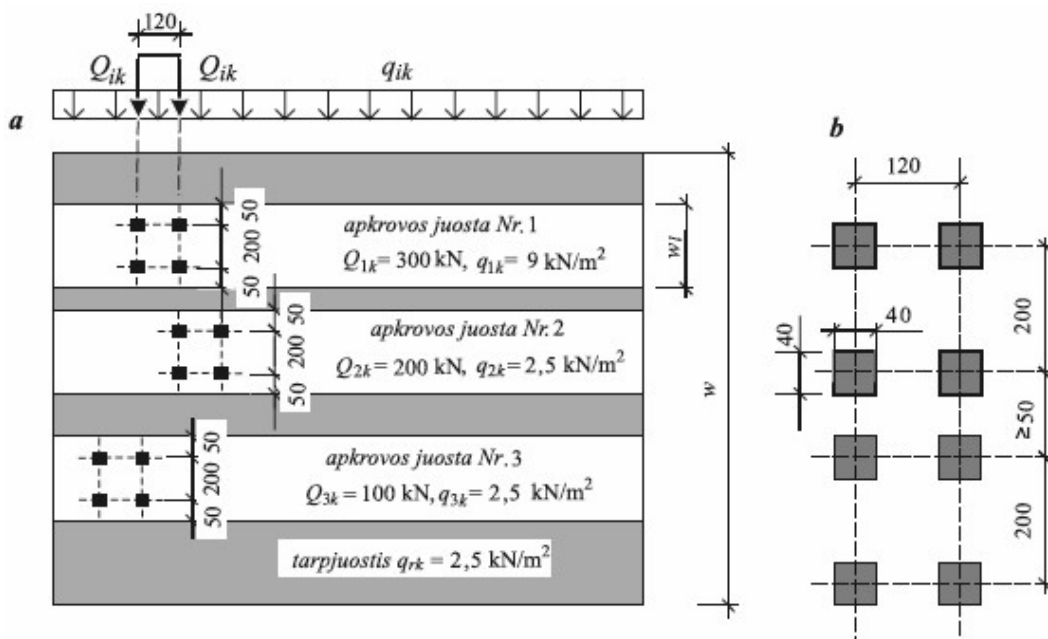 120
Q_ik Q_ik q_ik
a
b
50
200
50
apkrovos juosta Nr. 1
Q_1k = 300 kN, q_1k = 9 kN/m²
w_l
50
200
50
apkrovos juosta Nr. 2
Q_2k = 200 kN, q_2k = 2,5 kN/m²
w
50
200
50
apkrovos juosta Nr. 3
Q_3k = 100 kN, q_3k = 2,5 kN/m²
tarpjuostis q_rk = 2,5 kN/m²
120
200
40
40
≥50
200